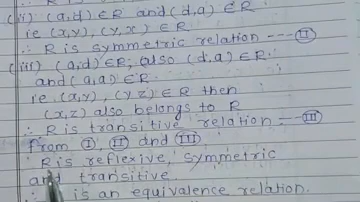 (ii) (a,d) ∈ R and (d,a) ∈ R
ie (x,y), (y,x) ∈ R
∴ R is symmetric relation ---- II
(iii) (a,d) ∈ R, also (d,a) ∈ R.
and (a,a) ∈ R
i.e. (x,y), (y,z) ∈ R then
(x,z) also belongs to R
∴ R is transitive relation --- III
from I, II and III
R is reflexive, symmetric
and transitive.
∴ is an equivalence relation.